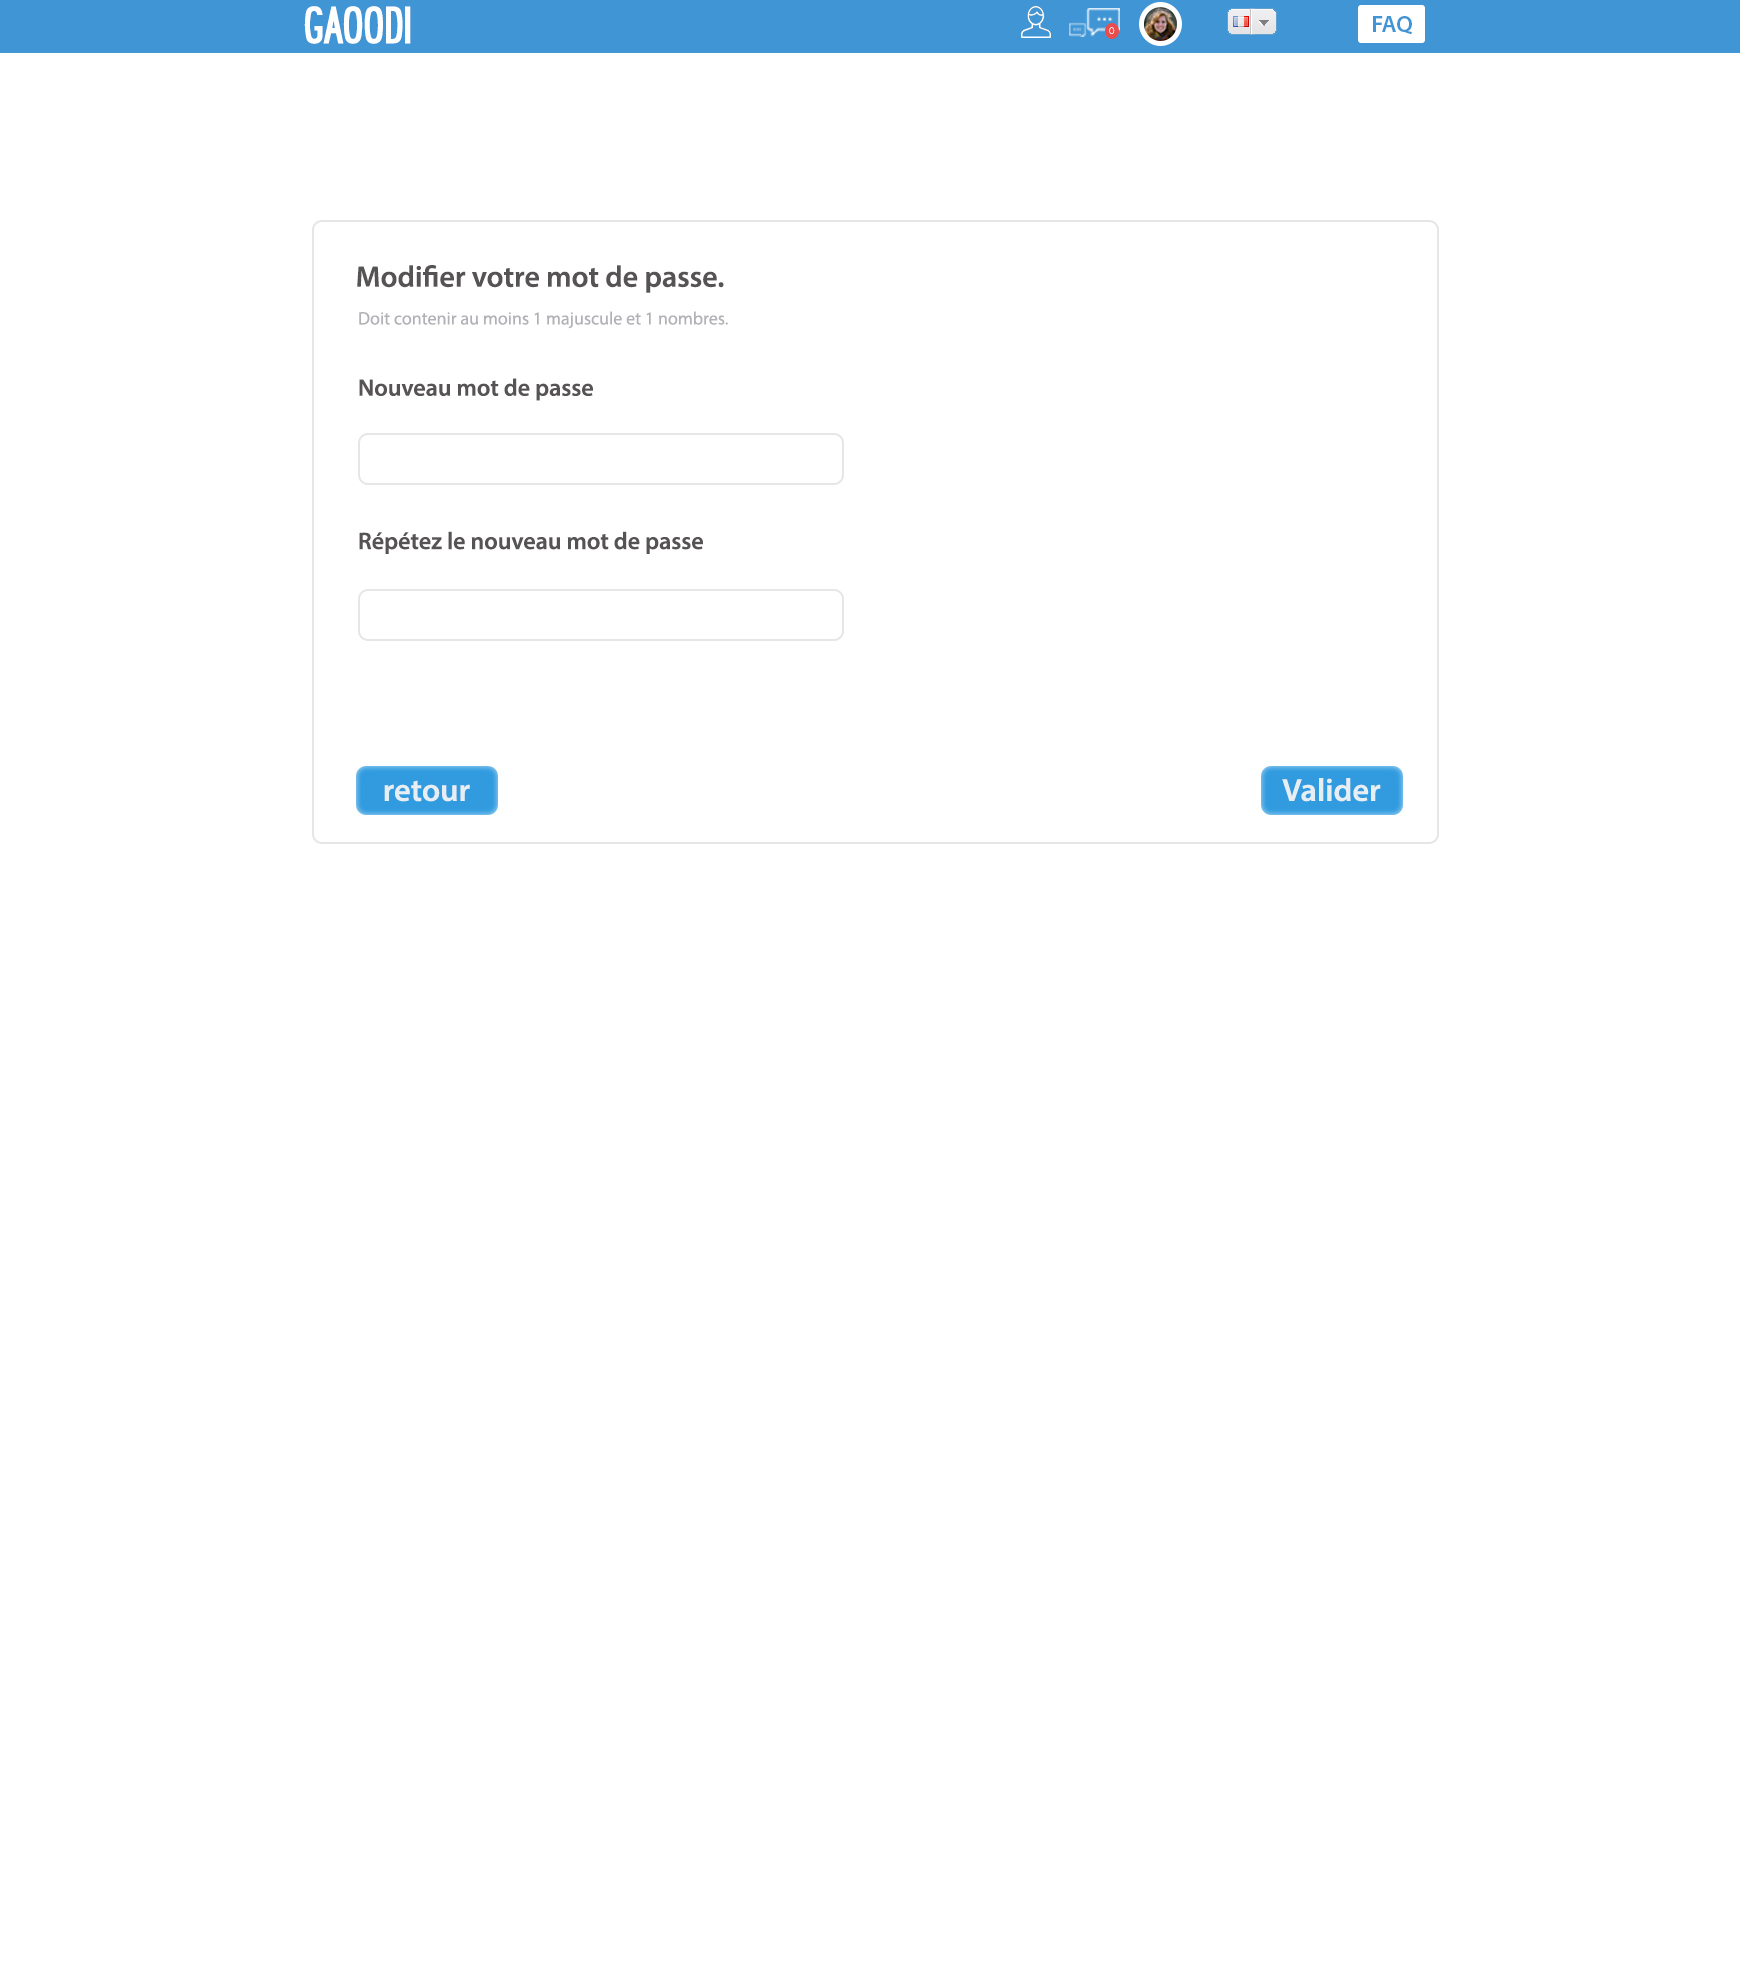 GAOODI
0
FAQ
Modifier votre mot de passe.
Doit contenir au moins 1 majuscule et 1 nombres.
Nouveau mot de passe
Répétez le nouveau mot de passe
retour
Valider